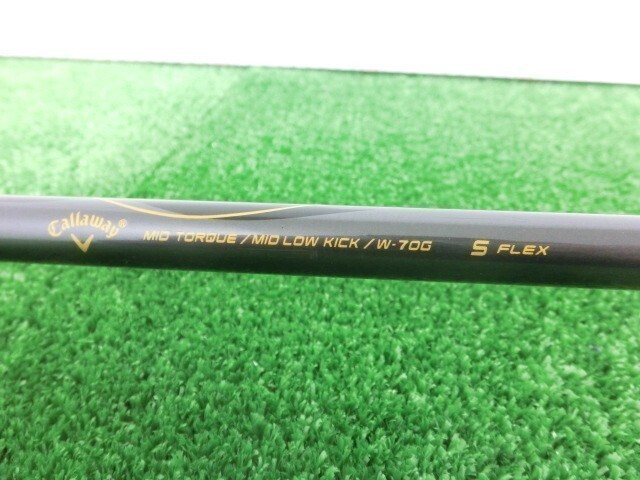 Callaway®
MID TORQUE / MID LOW KICK / W-70G S FLEX